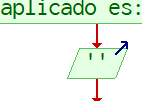 aplicado es:
' '